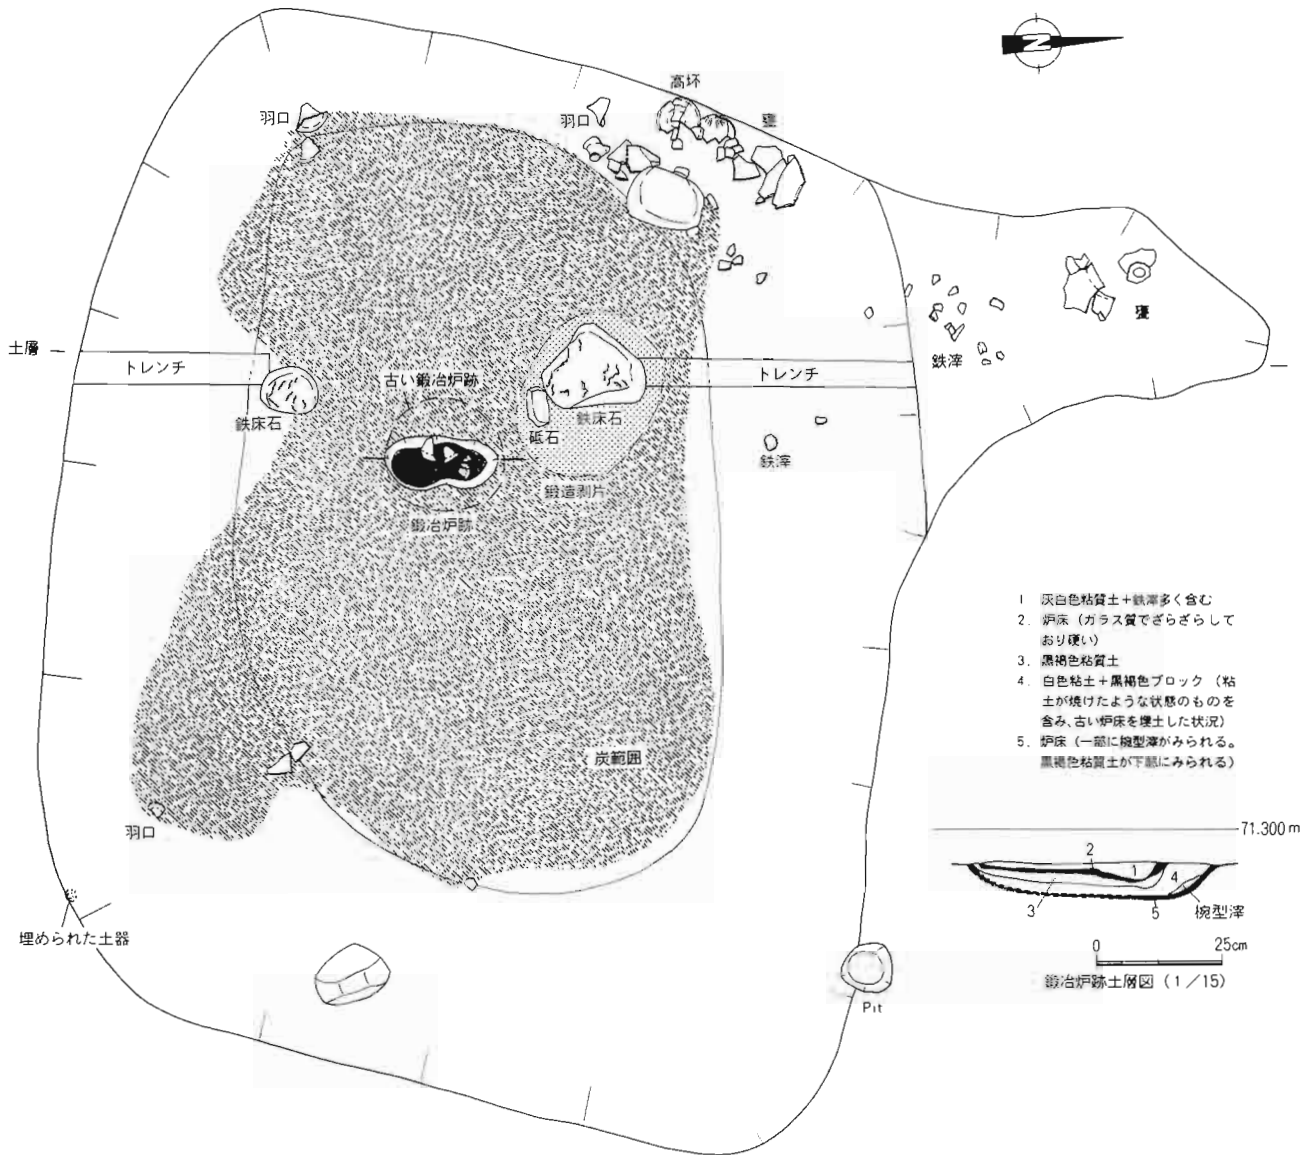 N
高坏
羽口
羽口
甕
土層
トレンチ
古い鍛冶炉跡
鉄床石
砥石
鉄床石
トレンチ
鉄滓
甕
鉄滓
鍛造剥片
鍛冶炉跡
炭範囲
羽口
埋められた土器
Pit
1 灰白色粘質土+鉄滓多く含む
2. 炉床(ガラス質でざらざらして
おり硬い)
3. 黒褐色粘質土
4. 白色粘土+黒褐色ブロック(粘
土が焼けたような状態のものを
含み、古い炉床を埋土した状況)
5. 炉床(一部に椀型滓がみられる。
黒褐色粘質土が下部にみられる)
71.300m
2
1
4
3
5
椀型滓
0 25cm
鍛冶炉跡土層図(1/15)